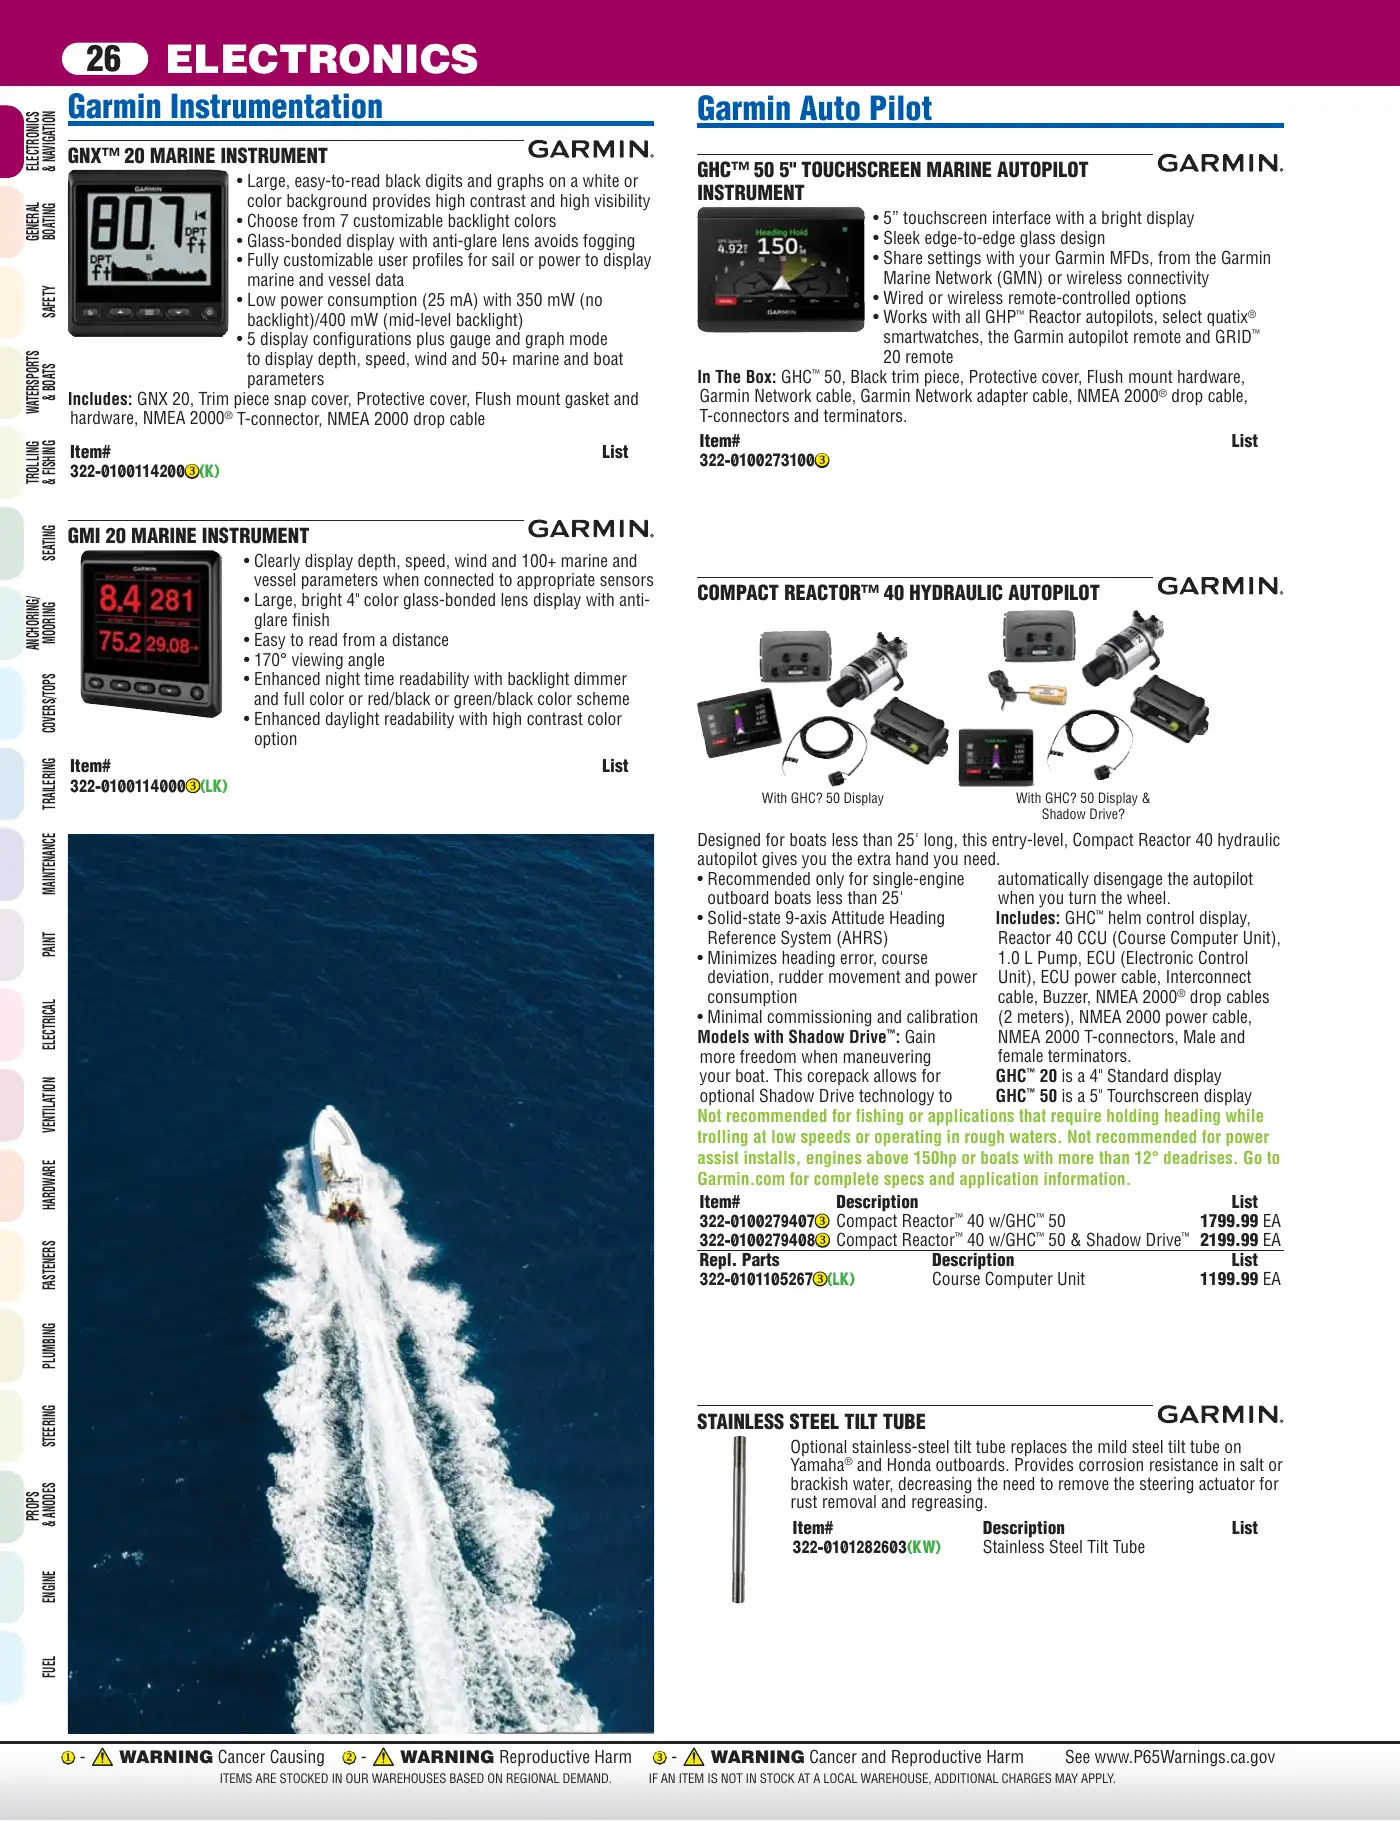 26 ELECTRONICS
ELECTRONICS
& NAVIGATION
GENERAL
BOATING
SAFETY
WATERSPORTS
& BOATS
TROLLING
& FISHING
SEATING
ANCHORING/
MOORING
COVERS/TOPS
TRAILERING
MAINTENANCE
PAINT
ELECTRICAL
VENTILATION
HARDWARE
FASTENERS
PLUMBING
STEERING
PROPS
& ANODES
ENGINE
FUEL
Garmin Instrumentation
GNX™ 20 MARINE INSTRUMENT
GARMIN®
GARMIN
80.7
DPT
ft
DPT
ft
• Large, easy-to-read black digits and graphs on a white or
color background provides high contrast and high visibility
• Choose from 7 customizable backlight colors
• Glass-bonded display with anti-glare lens avoids fogging
• Fully customizable user profiles for sail or power to display
marine and vessel data
• Low power consumption (25 mA) with 350 mW (no
backlight)/400 mW (mid-level backlight)
• 5 display configurations plus gauge and graph mode
to display depth, speed, wind and 50+ marine and boat
parameters
Includes: GNX 20, Trim piece snap cover, Protective cover, Flush mount gasket and
hardware, NMEA 2000® T-connector, NMEA 2000 drop cable
Item# List
322-0100114200③(K)
GMI 20 MARINE INSTRUMENT
GARMIN®
GARMIN
8.4 281
75.2 29.08
• Clearly display depth, speed, wind and 100+ marine and
vessel parameters when connected to appropriate sensors
• Large, bright 4" color glass-bonded lens display with anti-
glare finish
• Easy to read from a distance
• 170° viewing angle
• Enhanced night time readability with backlight dimmer
and full color or red/black or green/black color scheme
• Enhanced daylight readability with high contrast color
option
Item# List
322-0100114000③(LK)
Garmin Auto Pilot
GHC™ 50 5" TOUCHSCREEN MARINE AUTOPILOT
INSTRUMENT
GARMIN®
Heading Hold
4.92
150
GARMIN
• 5” touchscreen interface with a bright display
• Sleek edge-to-edge glass design
• Share settings with your Garmin MFDs, from the Garmin
Marine Network (GMN) or wireless connectivity
• Wired or wireless remote-controlled options
• Works with all GHP™ Reactor autopilots, select quatix®
smartwatches, the Garmin autopilot remote and GRID™
20 remote
In The Box: GHC™ 50, Black trim piece, Protective cover, Flush mount hardware,
Garmin Network cable, Garmin Network adapter cable, NMEA 2000® drop cable,
T-connectors and terminators.
Item# List
322-0100273100③
COMPACT REACTOR™ 40 HYDRAULIC AUTOPILOT
GARMIN®
With GHC? 50 Display
With GHC? 50 Display &
Shadow Drive?
Designed for boats less than 25' long, this entry-level, Compact Reactor 40 hydraulic
autopilot gives you the extra hand you need.
• Recommended only for single-engine
outboard boats less than 25'
• Solid-state 9-axis Attitude Heading
Reference System (AHRS)
• Minimizes heading error, course
deviation, rudder movement and power
consumption
• Minimal commissioning and calibration
Models with Shadow Drive™: Gain
more freedom when maneuvering
your boat. This corepack allows for
optional Shadow Drive technology to
automatically disengage the autopilot
when you turn the wheel.
Includes: GHC™ helm control display,
Reactor 40 CCU (Course Computer Unit),
1.0 L Pump, ECU (Electronic Control
Unit), ECU power cable, Interconnect
cable, Buzzer, NMEA 2000® drop cables
(2 meters), NMEA 2000 power cable,
NMEA 2000 T-connectors, Male and
female terminators.
GHC™ 20 is a 4" Standard display
GHC™ 50 is a 5" Tourchscreen display
Not recommended for fishing or applications that require holding heading while
trolling at low speeds or operating in rough waters. Not recommended for power
assist installs, engines above 150hp or boats with more than 12° deadrises. Go to
Garmin.com for complete specs and application information.
Item# Description List
322-0100279407③ Compact Reactor™ 40 w/GHC™ 50 1799.99 EA
322-0100279408③ Compact Reactor™ 40 w/GHC™ 50 & Shadow Drive™ 2199.99 EA
Repl. Parts Description List
322-0101105267③(LK) Course Computer Unit 1199.99 EA
STAINLESS STEEL TILT TUBE
GARMIN®
Optional stainless-steel tilt tube replaces the mild steel tilt tube on
Yamaha® and Honda outboards. Provides corrosion resistance in salt or
brackish water, decreasing the need to remove the steering actuator for
rust removal and regreasing.
Item# Description List
322-0101282603(KW) Stainless Steel Tilt Tube
① - ⚠ WARNING Cancer Causing ② - ⚠ WARNING Reproductive Harm ③ - ⚠ WARNING Cancer and Reproductive Harm See www.P65Warnings.ca.gov
ITEMS ARE STOCKED IN OUR WAREHOUSES BASED ON REGIONAL DEMAND. IF AN ITEM IS NOT IN STOCK AT A LOCAL WAREHOUSE, ADDITIONAL CHARGES MAY APPLY.